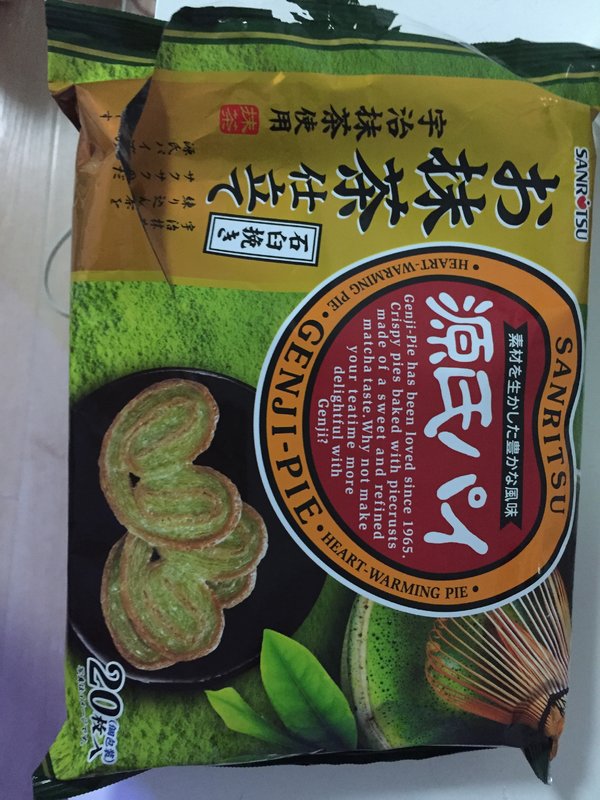 SANRITSU
お抹茶仕立て
石臼挽き
宇治抹茶使用
抹茶
SANRITSU
素材を生かした豊かな風味
源氏パイ
Genji-Pie has been loved since 1965.
Crispy pies baked with piecrusts
made of a sweet and refined
matcha taste. Why not make
your teatime more
delightful with
Genji?
• HEART-WARMING PIE •
GENJI-PIE
• HEART-WARMING PIE •
20枚入
(個包装)